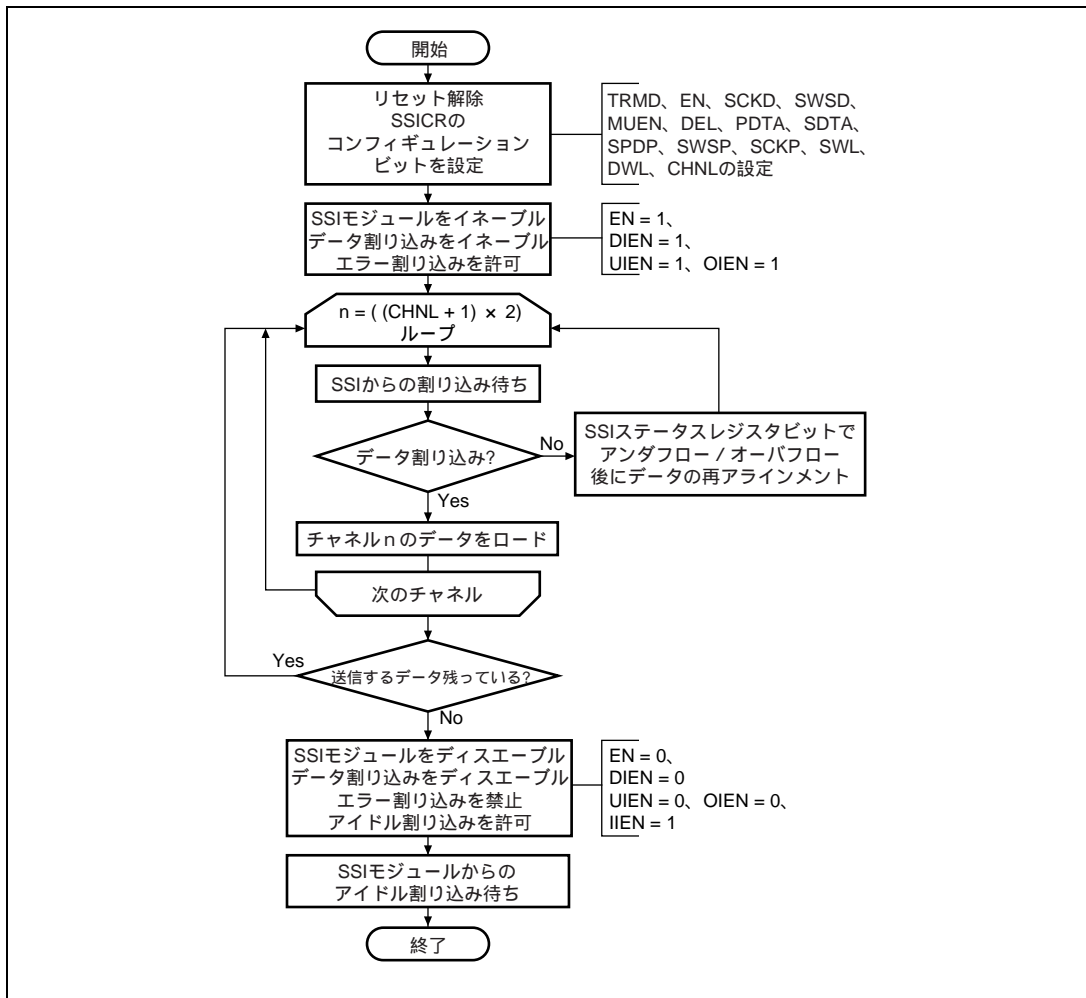 開始
リセット解除
SSICRの
コンフィギュレーション
ビットを設定
TRMD、EN、SCKD、SWSD、
MUEN、DEL、PDTA、SDTA、
SPDP、SWSP、SCKP、SWL、
DWL、CHNLの設定
SSIモジュールをイネーブル
データ割り込みをイネーブル
エラー割り込みを許可
EN = 1、
DIEN = 1、
UIEN = 1、OIEN = 1
n = ( (CHNL + 1) × 2)
ループ
SSIからの割り込み待ち
データ割り込み?
No
SSIステータスレジスタビットで
アンダフロー / オーバフロー
後にデータの再アラインメント
Yes
チャネル n のデータをロード
次のチャネル
Yes
送信するデータ残っている?
No
SSIモジュールをディスエーブル
データ割り込みをディスエーブル
エラー割り込みを禁止
アイドル割り込みを許可
EN = 0、
DIEN = 0
UIEN = 0、OIEN = 0、
IIEN = 1
SSIモジュールからの
アイドル割り込み待ち
終了